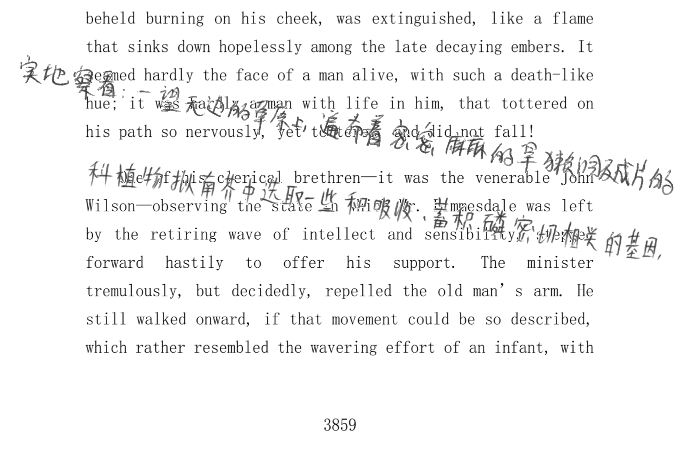 beheld burning on his cheek, was extinguished, like a flame
that sinks down hopelessly among the late decaying embers. It
实地察看:一望无边的草原上,遍布着密密麻麻的旱獭洞及成片的
seemed hardly the face of a man alive, with such a death-like
hue; it was hardly a man with life in him, that tottered on
his path so nervously, yet tottered, and did not fall!
科植物拟南芥中选取一些和吸收、蓄积磷密切相关的基因,
One of his clerical brethren—it was the venerable John
Wilson—observing the state in which Mr. Dimmesdale was left
by the retiring wave of intellect and sensibility, stepped
forward hastily to offer his support. The minister
tremulously, but decidedly, repelled the old man's arm. He
still walked onward, if that movement could be so described,
which rather resembled the wavering effort of an infant, with
3859